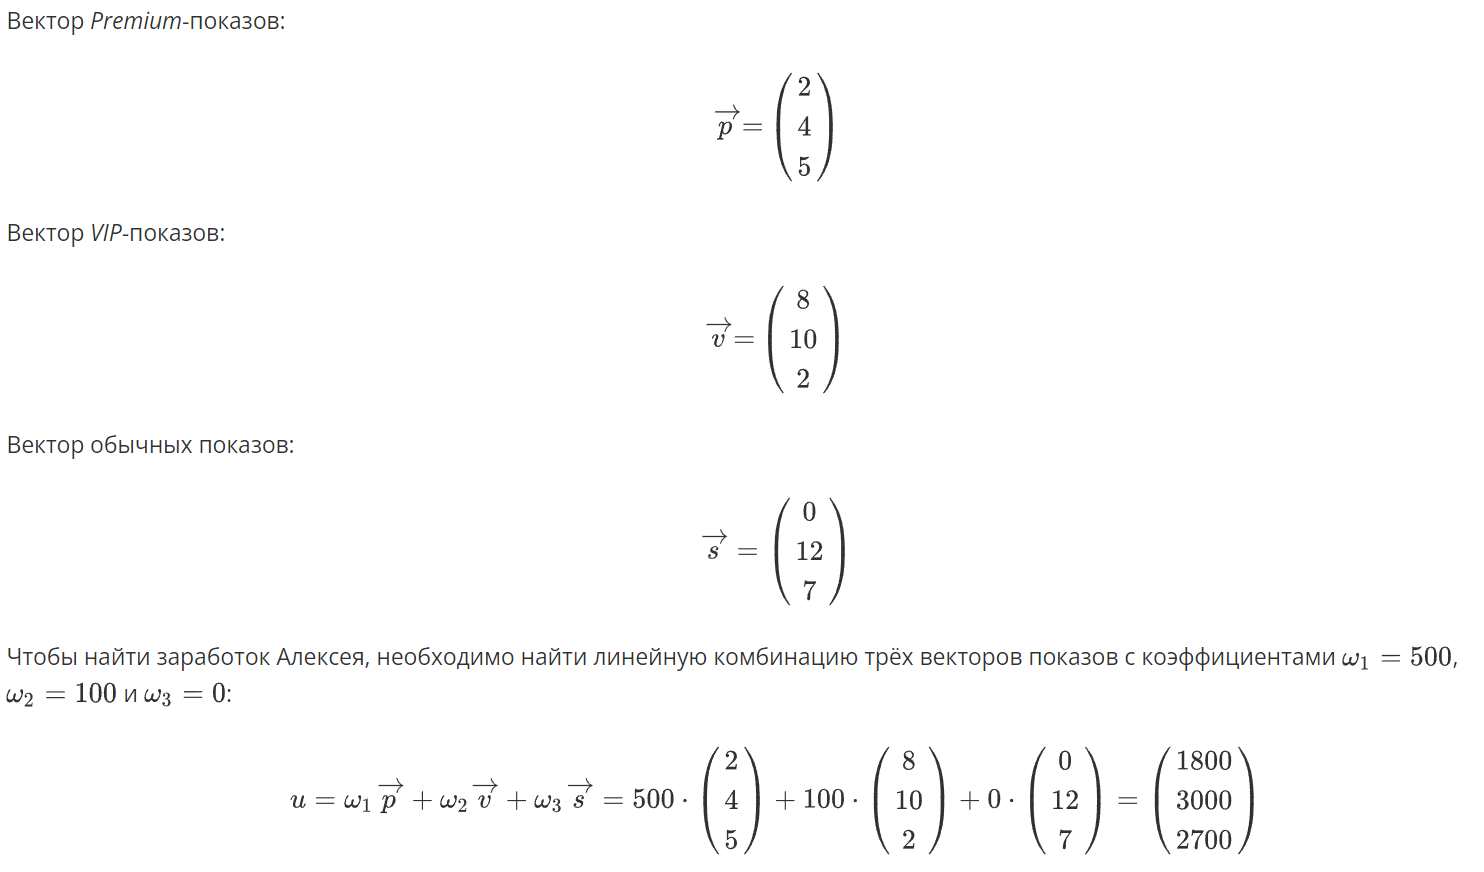 Вектор Premium-показов:
$\overrightarrow{p} = \begin{pmatrix} 2 \\ 4 \\ 5 \end{pmatrix}$
Вектор VIP-показов:
$\overrightarrow{v} = \begin{pmatrix} 8 \\ 10 \\ 2 \end{pmatrix}$
Вектор обычных показов:
$\overrightarrow{s} = \begin{pmatrix} 0 \\ 12 \\ 7 \end{pmatrix}$
Чтобы найти заработок Алексея, необходимо найти линейную комбинацию трёх векторов показов с коэффициентами $\omega_1 = 500$,
$\omega_2 = 100$ и $\omega_3 = 0$:
$u = \omega_1 \overrightarrow{p} + \omega_2 \overrightarrow{v} + \omega_3 \overrightarrow{s} = 500 \cdot \begin{pmatrix} 2 \\ 4 \\ 5 \end{pmatrix} + 100 \cdot \begin{pmatrix} 8 \\ 10 \\ 2 \end{pmatrix} + 0 \cdot \begin{pmatrix} 0 \\ 12 \\ 7 \end{pmatrix} = \begin{pmatrix} 1800 \\ 3000 \\ 2700 \end{pmatrix}$